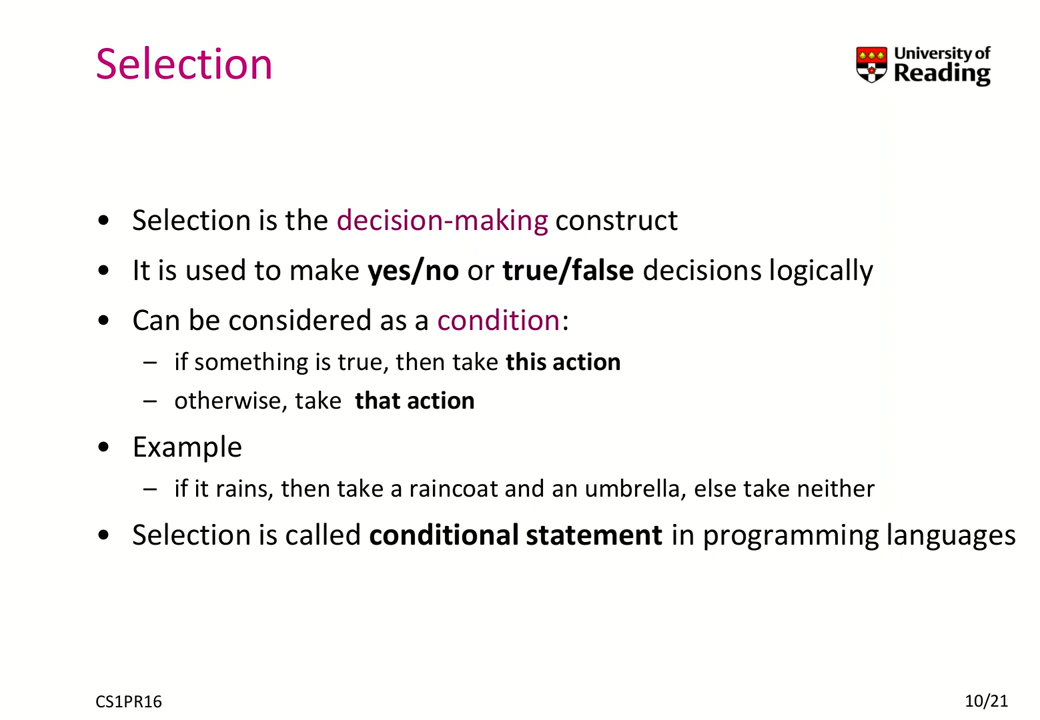 Selection
University of
Reading
• Selection is the decision-making construct
• It is used to make yes/no or true/false decisions logically
• Can be considered as a condition:
– if something is true, then take this action
– otherwise, take that action
• Example
– if it rains, then take a raincoat and an umbrella, else take neither
• Selection is called conditional statement in programming languages
CS1PR16
10/21